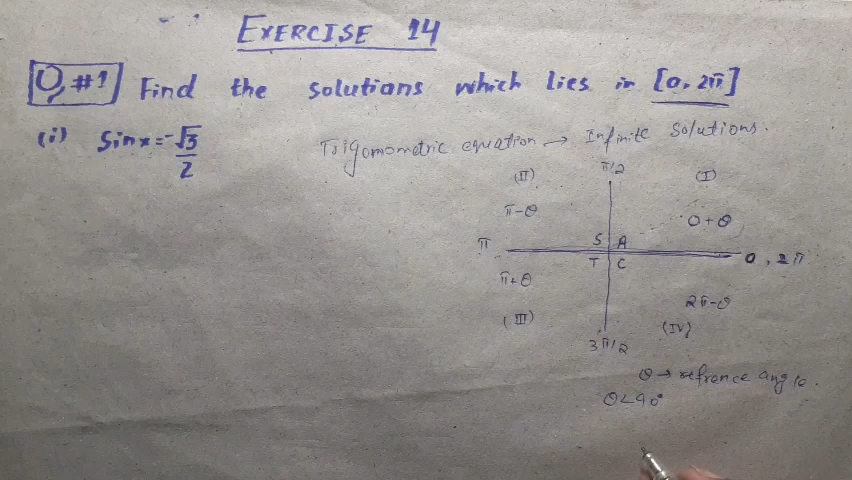 EXERCISE 14
Q#1 Find the solutions which lies in [0, 2π]
(i) Sinx = -√3/2
Trigomometric equation → Infinite Solutions.
π/2
(II) (I)
π-θ 0+θ
S A
π 0, 2π
T C
π+θ 2π-θ
(III) (IV)
3π/2
θ → refrence angle.
θ<90°